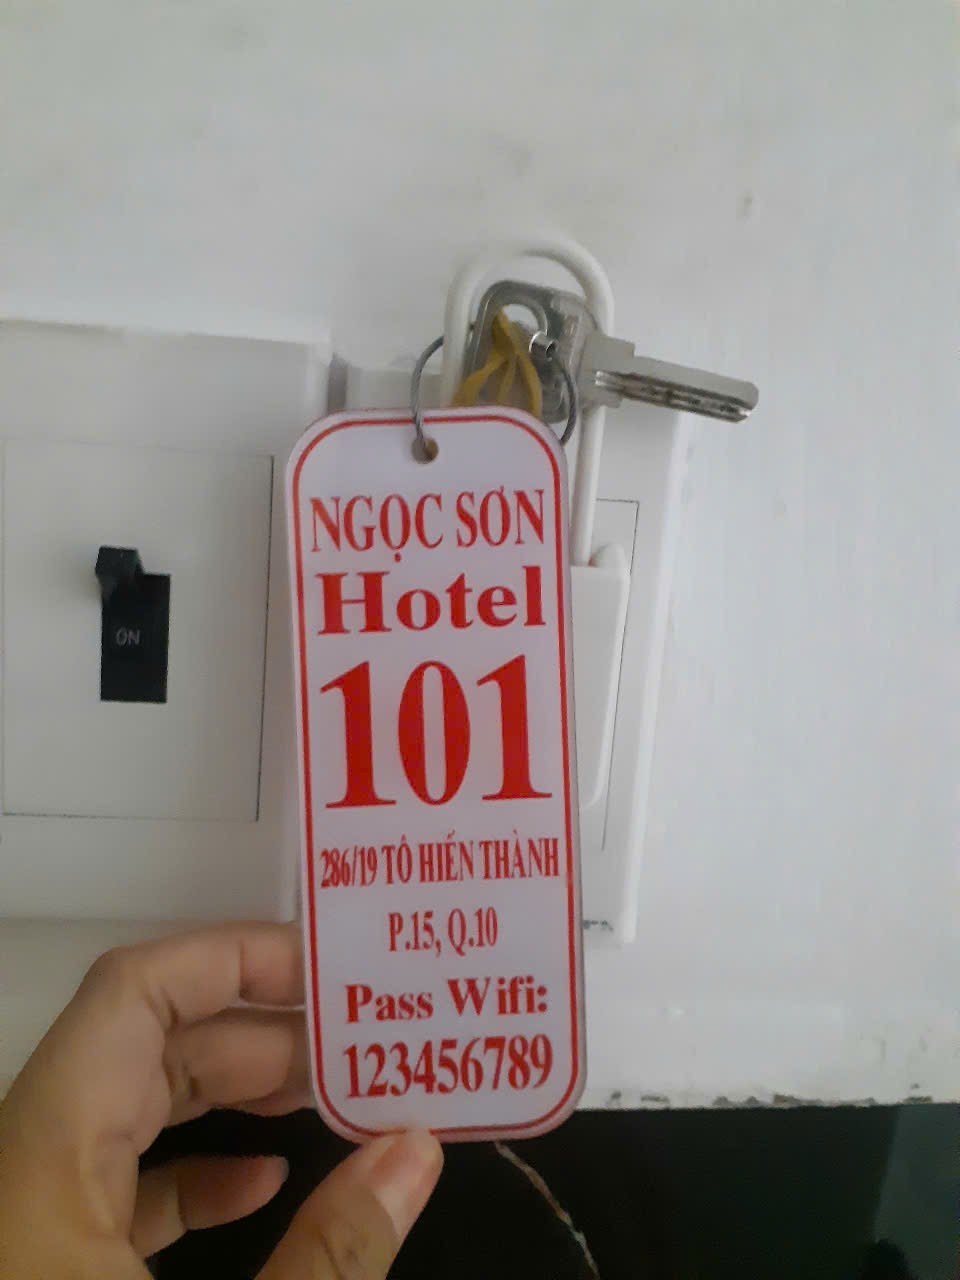 ON
NGỌC SƠN
Hotel
101
286/19 TÔ HIẾN THÀNH
P.15, Q.10
Pass Wifi:
123456789